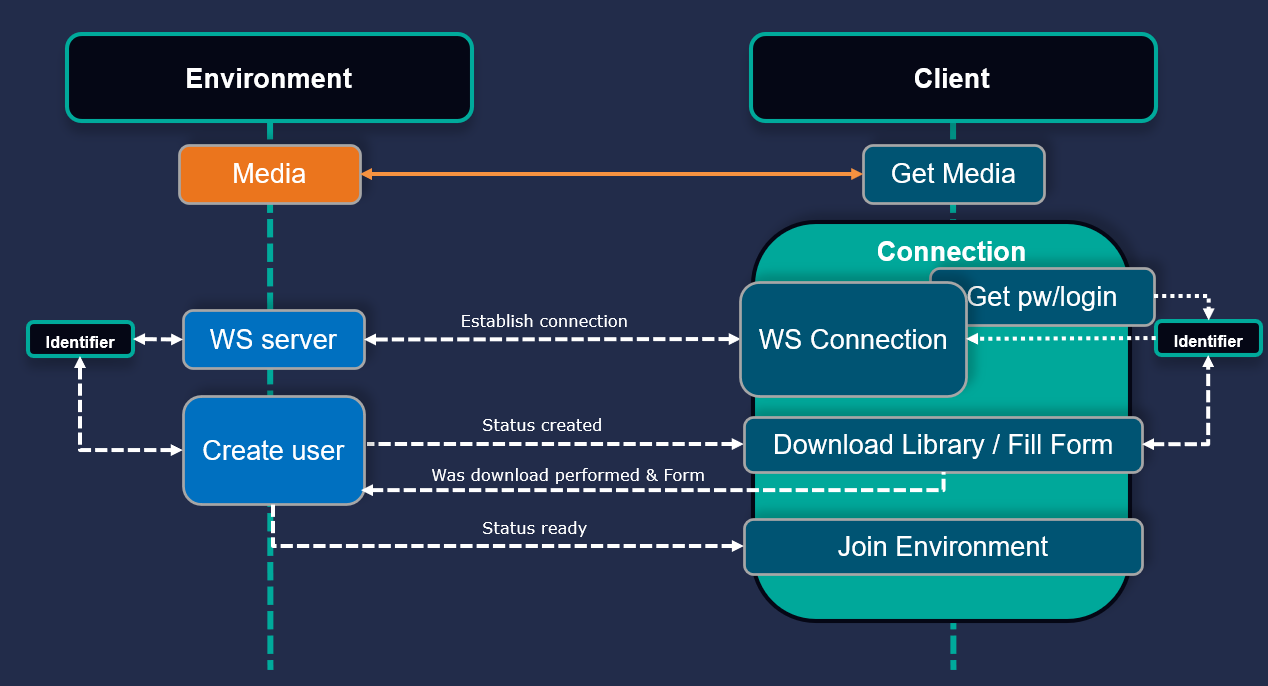 Environment
Client
Media
Get Media
Connection
Get pw/login
Identifier
WS server
Establish connection
WS Connection
Identifier
Create user
Status created
Download Library / Fill Form
Was download performed & Form
Status ready
Join Environment